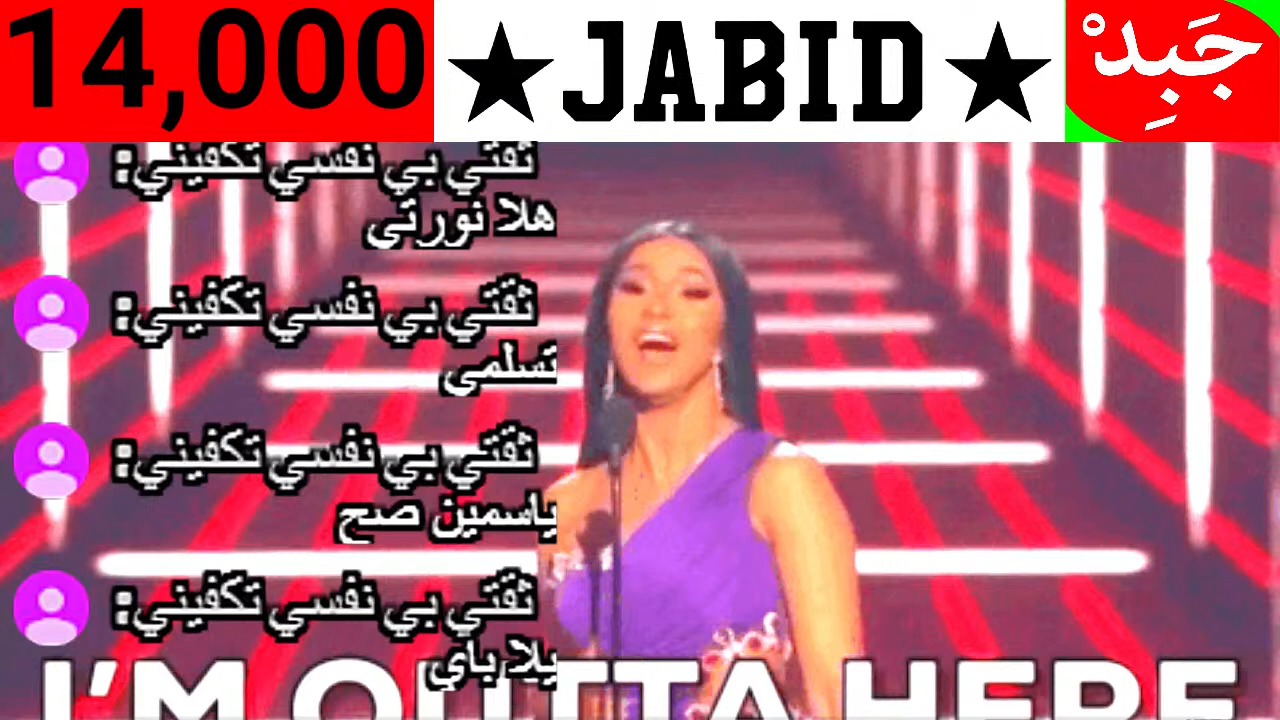 14,000 ★JABID★ جَبِدْ
ثقتي بي نفسي تكفيني:
هلا نورتي
ثقتي بي نفسي تكفيني:
تسلمي
ثقتي بي نفسي تكفيني:
ياسمين صح
ثقتي بي نفسي تكفيني:
يلا باي
I'M OUTTA HERE